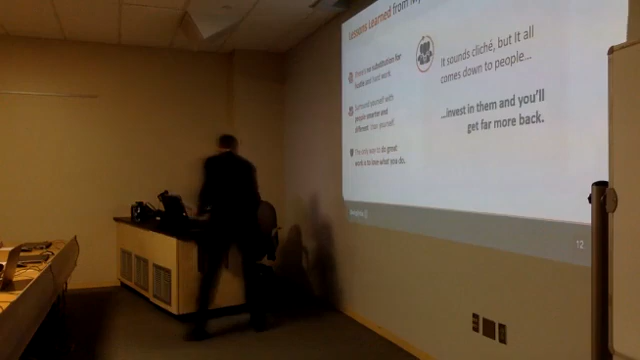 Lessons Learned from My
There's no substitution for
hustle and hard work.
Surround yourself with
people smarter and
different than yourself.
The only way to do great
work is to love what you do.
It sounds cliché, but It all
comes down to people...
...invest in them and you'll
get far more back.
12